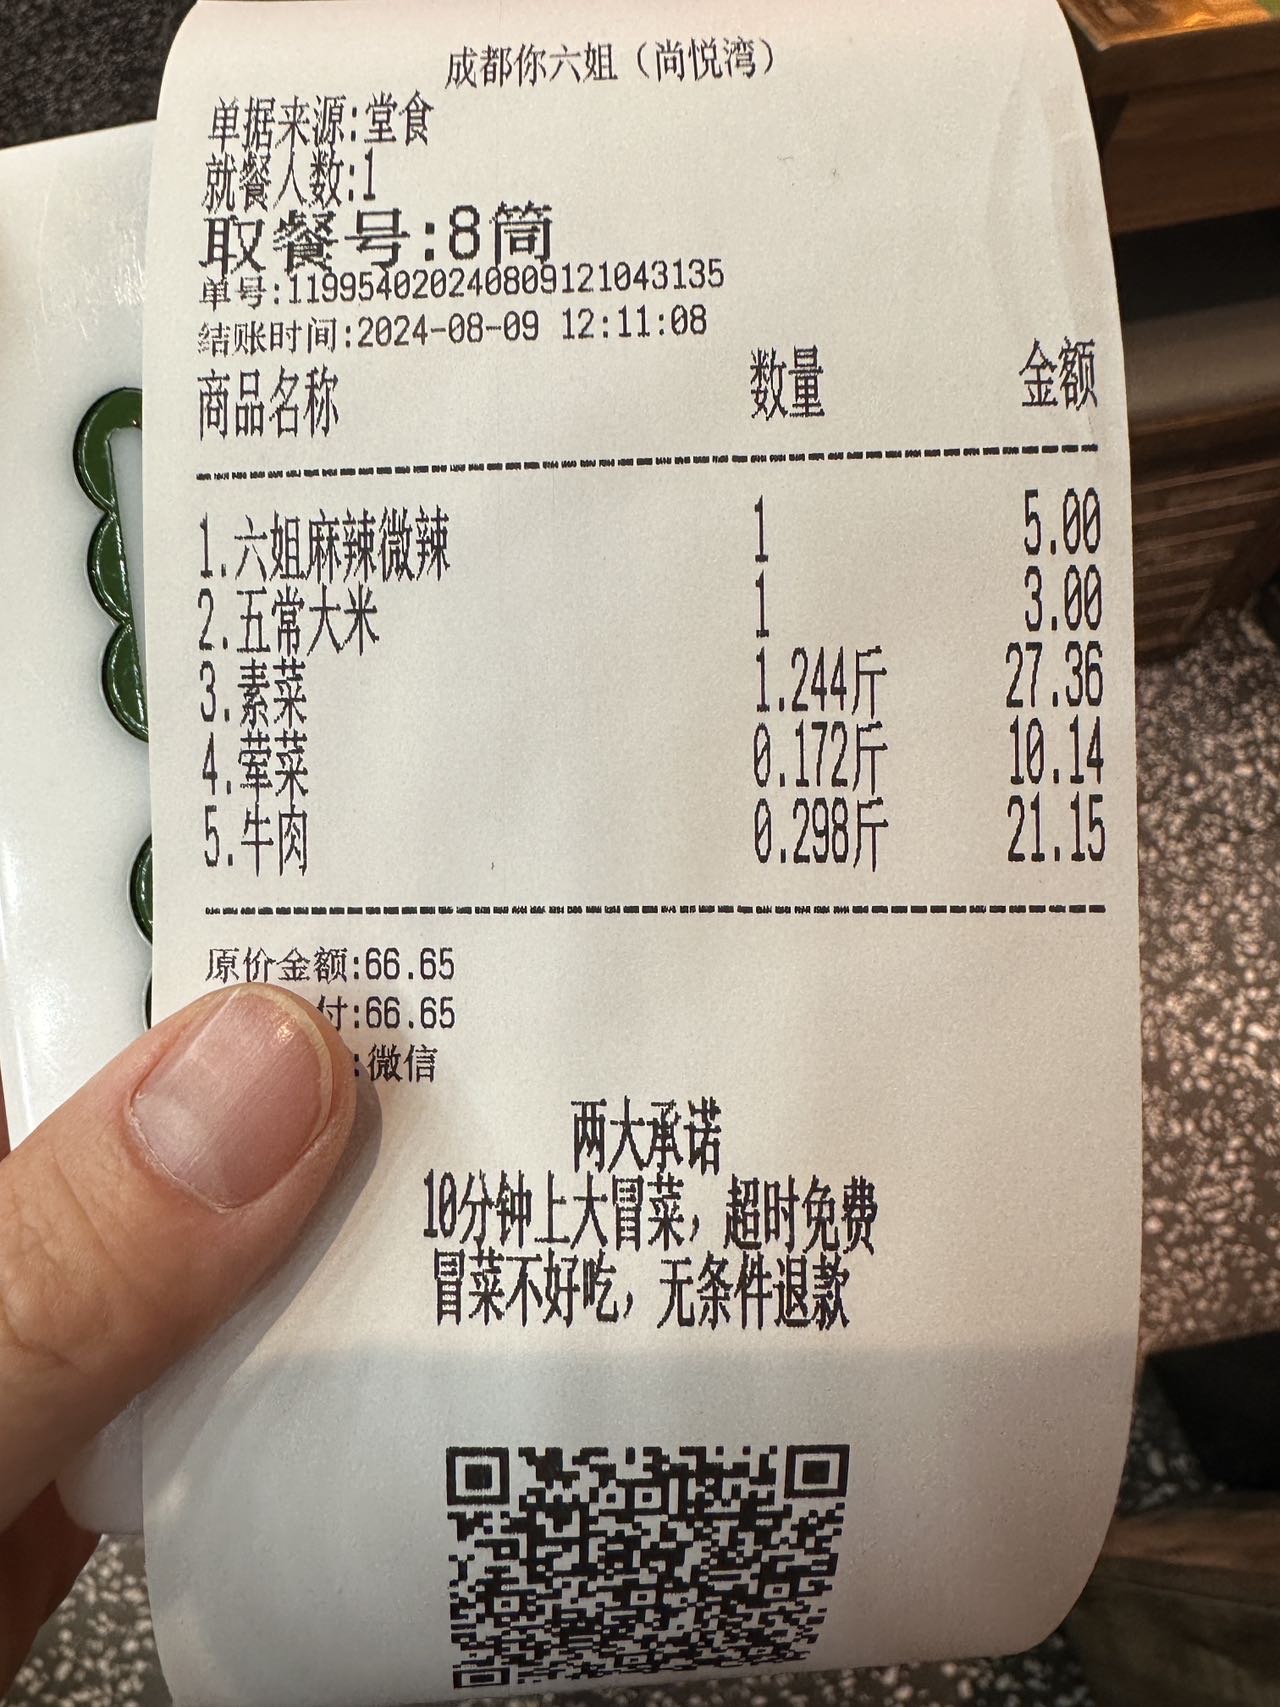 成都你六姐（尚悦湾）
单据来源:堂食
就餐人数:1
取餐号:8筒
单号:119954020240809121043135
结账时间:2024-08-09 12:11:08
商品名称 数量 金额
1.六姐麻辣微辣 1 5.00
2.五常大米 1 3.00
3.素菜 1.244斤 27.36
4.荤菜 0.172斤 10.14
5.牛肉 0.298斤 21.15
原价金额:66.65
付:66.65
:微信
两大承诺
10分钟上大冒菜，超时免费
冒菜不好吃，无条件退款